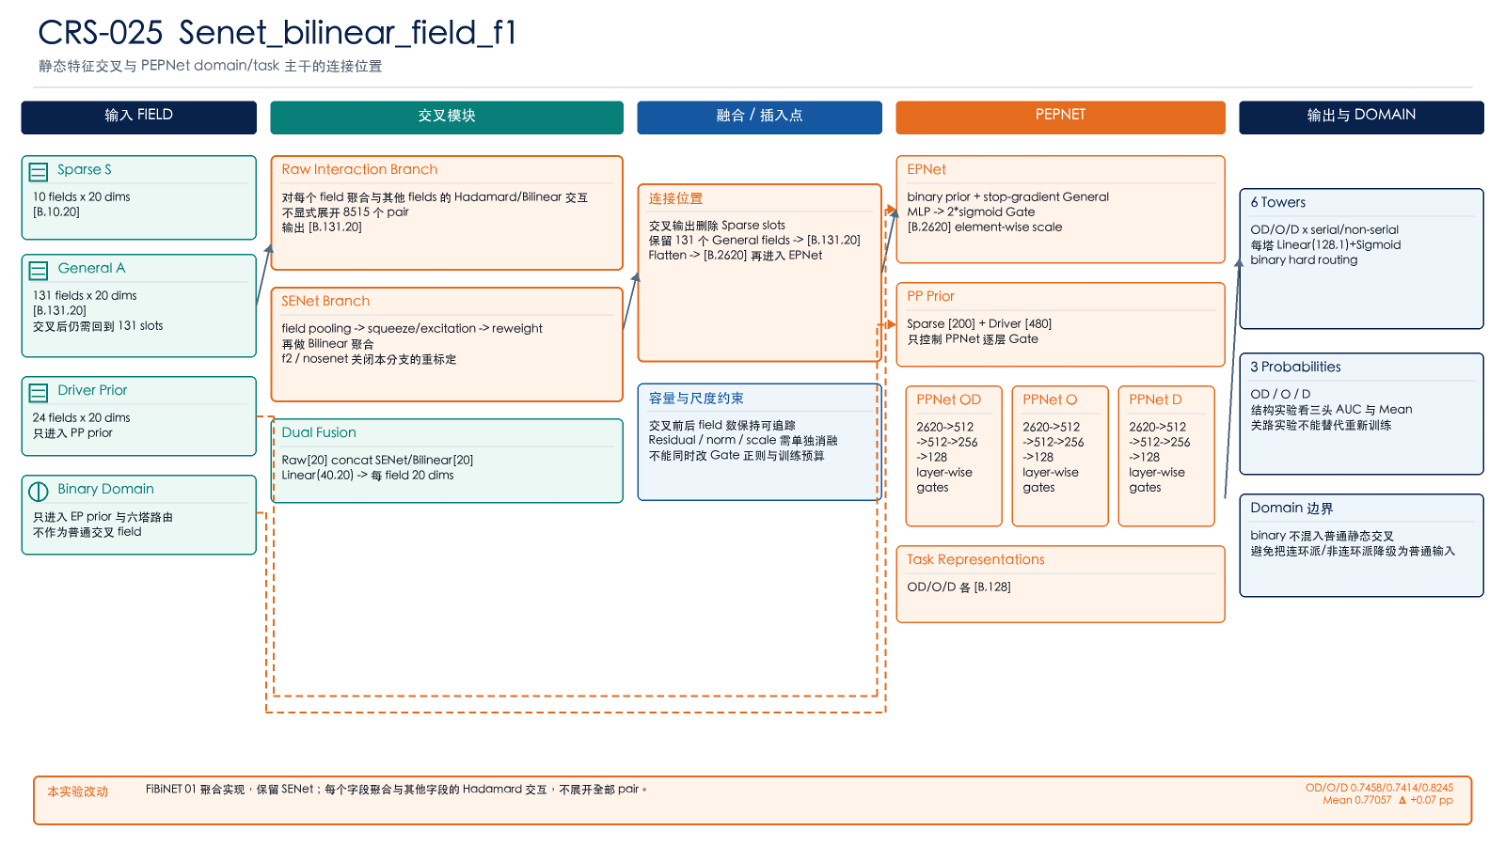 CRS-025 Senet_bilinear_field_f1
静态特征交叉与 PEPNet domain/task 主干的连接位置
输入 FIELD
交叉模块
融合 / 插入点
PEPNET
输出与 DOMAIN
Sparse S
10 fields x 20 dims
[B.10.20]
General A
131 fields x 20 dims
[B.131.20]
交叉后仍需回到 131 slots
Driver Prior
24 fields x 20 dims
只进入 PP prior
Binary Domain
只进入 EP prior 与六塔路由
不作为普通交叉 field
Raw Interaction Branch
对每个 field 聚合与其他 fields 的 Hadamard/Bilinear 交互
不显式展开 8515 个 pair
输出 [B.131.20]
SENet Branch
field pooling -> squeeze/excitation -> reweight
再做 Bilinear 聚合
f2 / nosenet 关闭本分支的重标定
Dual Fusion
Raw[20] concat SENet/Bilinear[20]
Linear(40.20) -> 每 field 20 dims
连接位置
交叉输出删除 Sparse slots
保留 131 个 General fields -> [B.131.20]
Flatten -> [B.2620] 再进入 EPNet
容量与尺度约束
交叉前后 field 数保持可追踪
Residual / norm / scale 需单独消融
不能同时改 Gate 正则与训练预算
EPNet
binary prior + stop-gradient General
MLP -> 2*sigmoid Gate
[B.2620] element-wise scale
PP Prior
Sparse [200] + Driver [480]
只控制 PPNet 逐层 Gate
PPNet OD
2620->512
->512->256
->128
layer-wise
gates
PPNet O
2620->512
->512->256
->128
layer-wise
gates
PPNet D
2620->512
->512->256
->128
layer-wise
gates
Task Representations
OD/O/D 各 [B.128]
6 Towers
OD/O/D x serial/non-serial
每塔 Linear(128.1)+Sigmoid
binary hard routing
3 Probabilities
OD / O / D
结构实验看三头 AUC 与 Mean
关路实验不能替代重新训练
Domain 边界
binary 不混入普通静态交叉
避免把连环派/非连环派降级为普通输入
本实验改动
FiBiNET 01 聚合实现，保留 SENet；每个字段聚合与其他字段的 Hadamard 交互，不展开全部 pair。
OD/O/D 0.7458/0.7414/0.8245
Mean 0.77057 Δ +0.07 pp